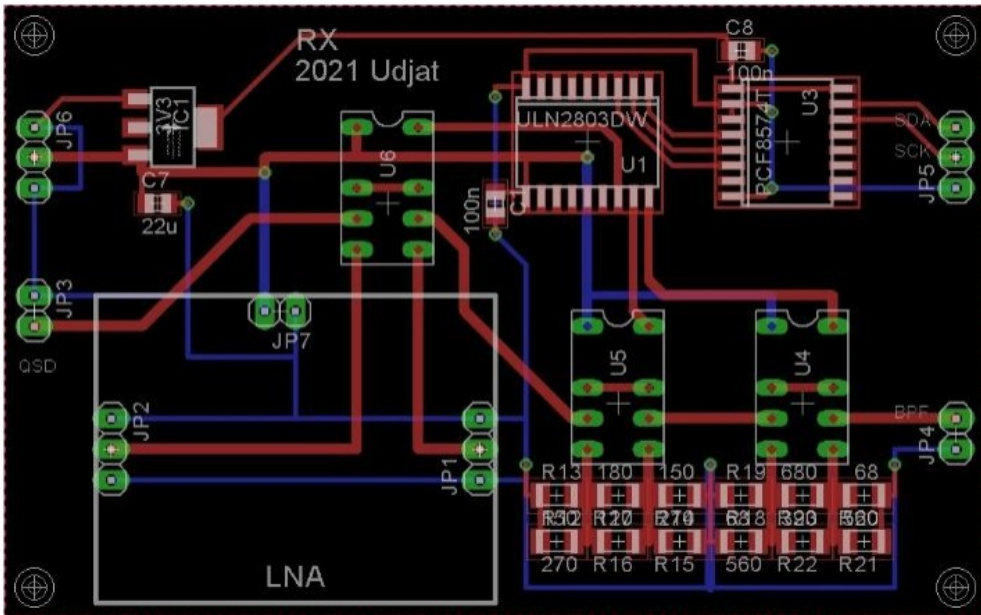 RX
2021 Udjat
C8
100n
JP6
3V3
IC1
U6
ULN2803DW
U1
PCF8574T
U3
SDA
SCK
JP5
C7
22u
100n
JP3
QSD
JP7
U5
U4
BPF
JP4
JP2
JP1
R13 180 150 R19 680 68
270 R16 R15 560 R22 R21
LNA